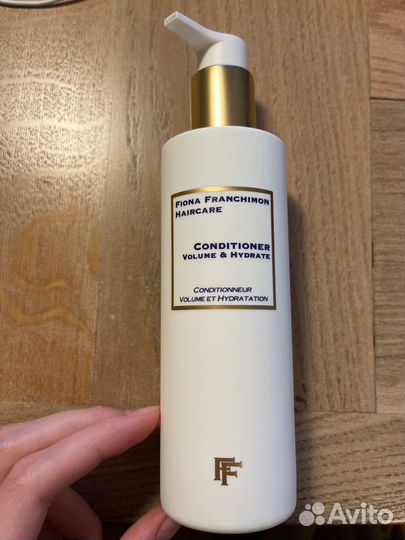 Fiona Franchimon
Haircare
Conditioner
Volume & Hydrate
Conditionneur
Volume et Hydratation
FF
Avito